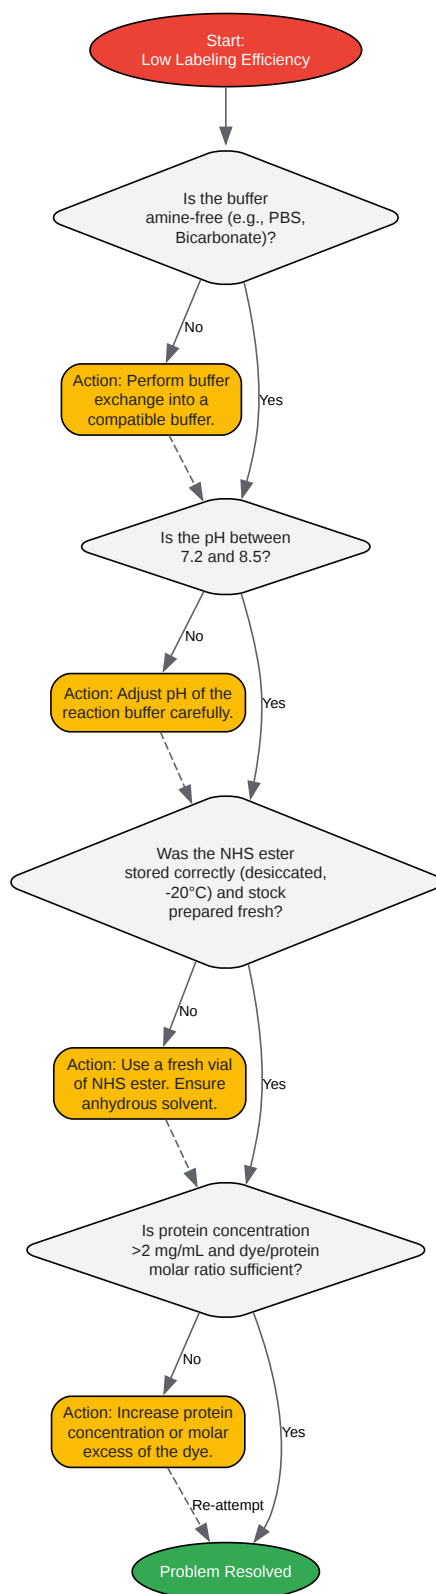 Start:
Low Labeling Efficiency
Is the buffer
amine-free (e.g., PBS,
Bicarbonate)?
No
Action: Perform buffer
exchange into a
compatible buffer.
Yes
Is the pH between
7.2 and 8.5?
No
Action: Adjust pH of the
reaction buffer carefully.
Yes
Was the NHS ester
stored correctly (desiccated,
-20°C) and stock
prepared fresh?
No
Action: Use a fresh vial
of NHS ester. Ensure
anhydrous solvent.
Yes
Is protein concentration
>2 mg/mL and dye/protein
molar ratio sufficient?
No
Action: Increase protein
concentration or molar
excess of the dye.
Yes
Re-attempt
Problem Resolved